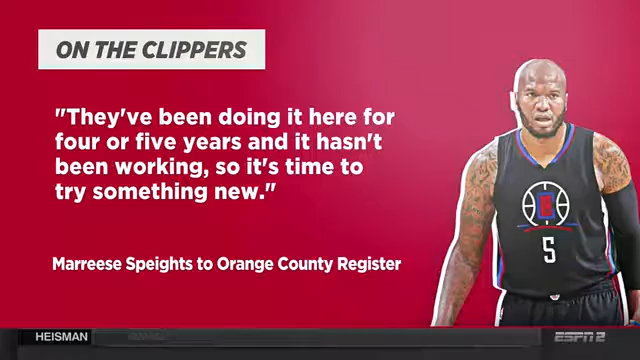 ON THE CLIPPERS
"They've been doing it here for
four or five years and it hasn't
been working, so it's time to
try something new."
Marreese Speights to Orange County Register
5
HEISMAN
ESPN2